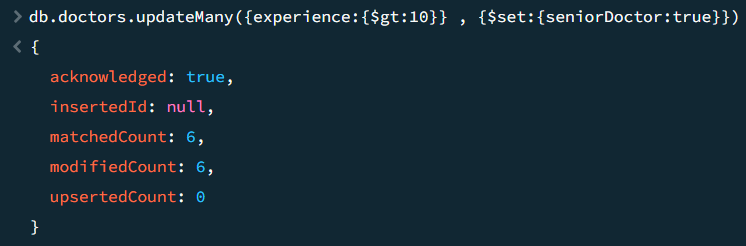 > db.doctors.updateMany({experience:{$gt:10}} , {$set:{seniorDoctor:true}})
< {
acknowledged: true,
insertedId: null,
matchedCount: 6,
modifiedCount: 6,
upsertedCount: 0
}